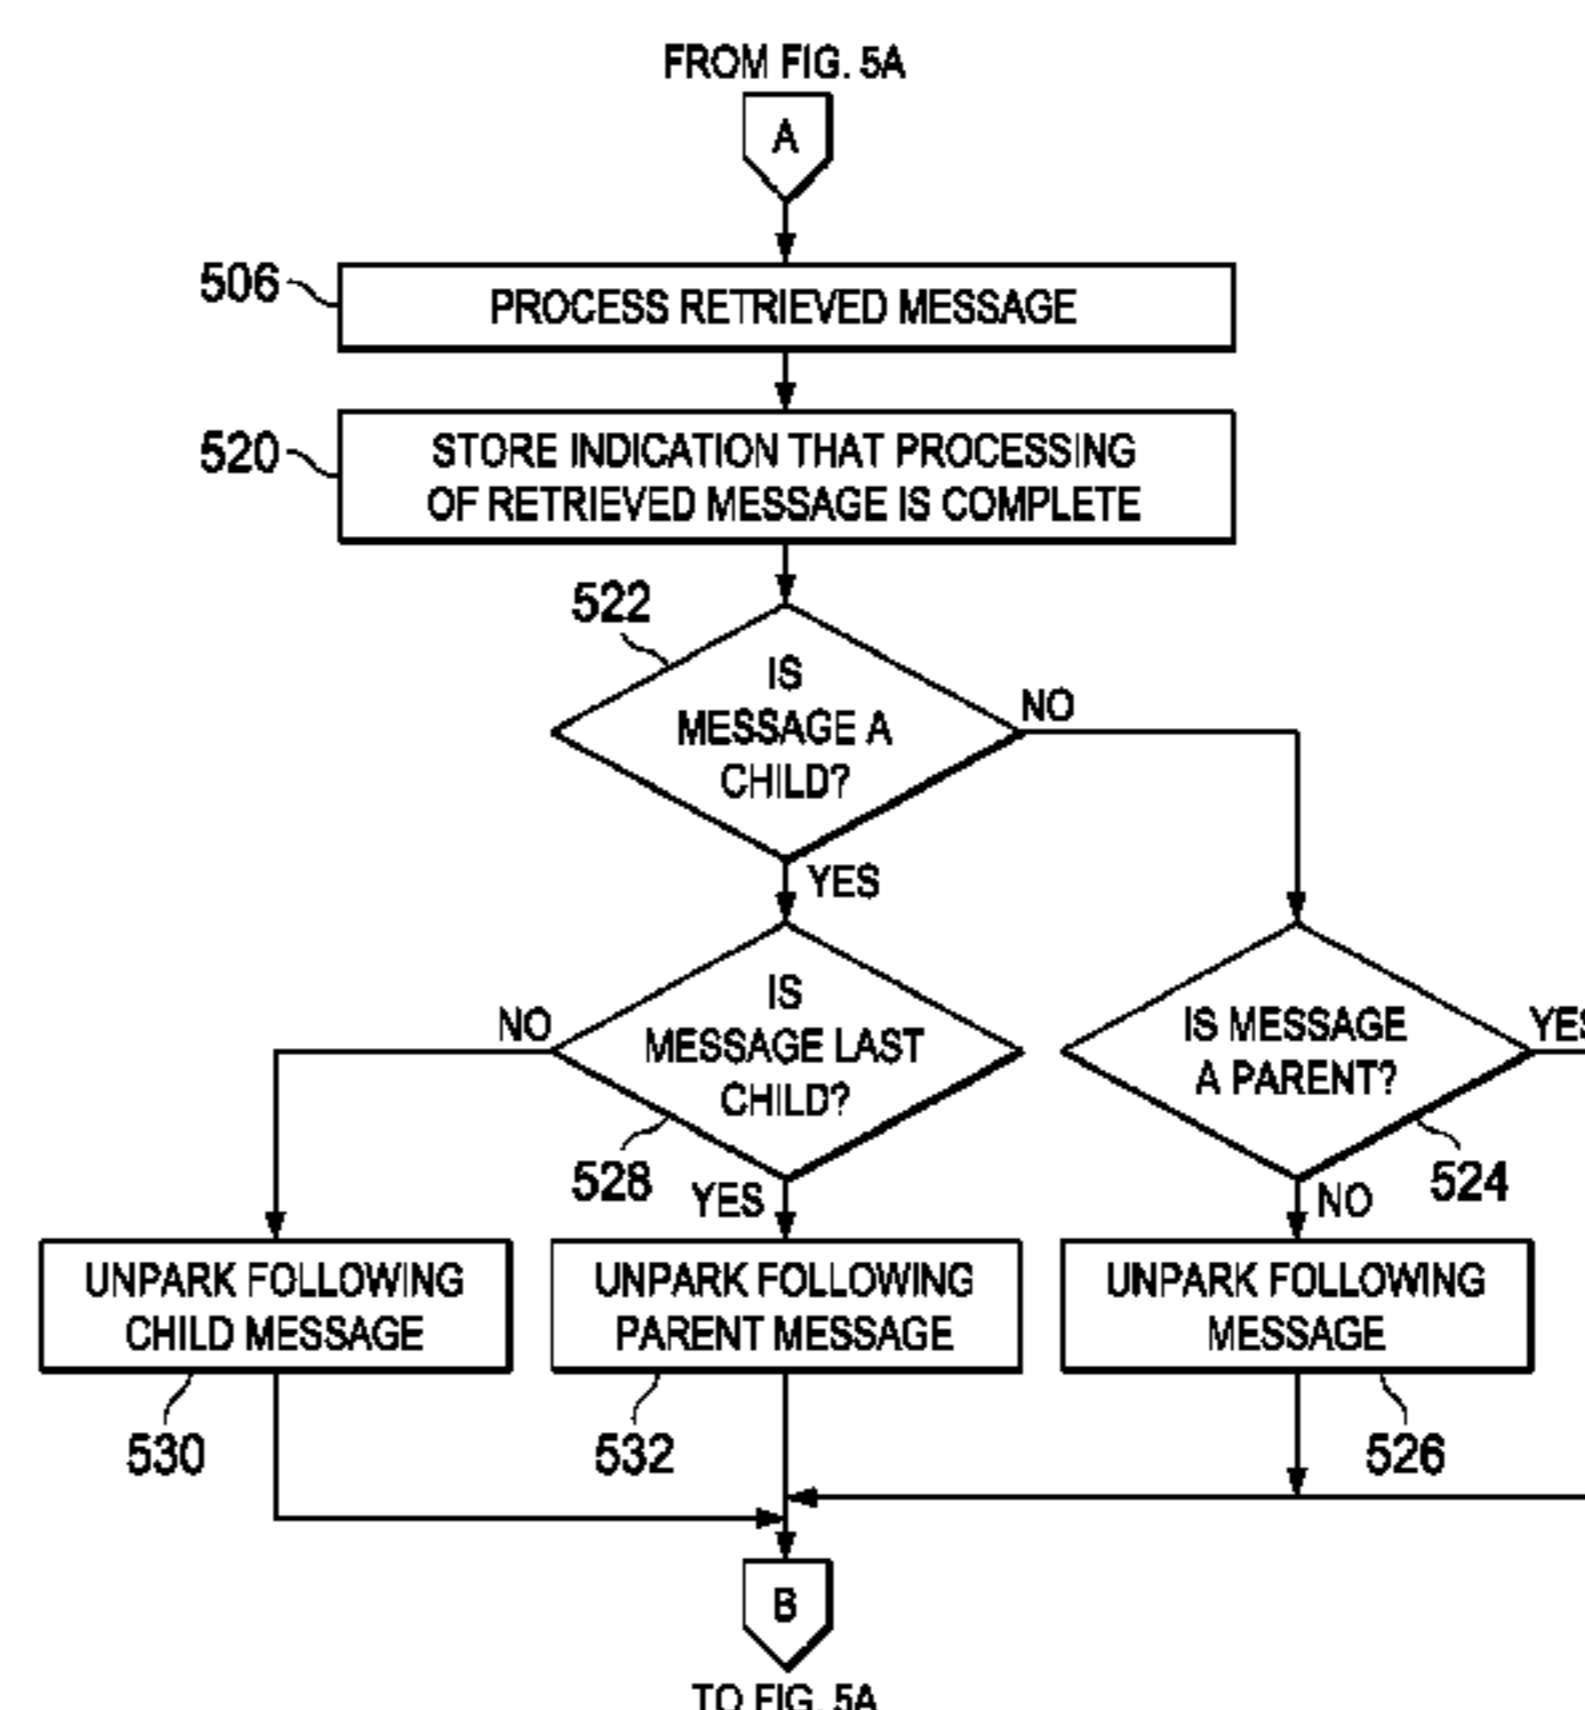 FROM FIG. 5A
A
506
PROCESS RETRIEVED MESSAGE
520
STORE INDICATION THAT PROCESSING
OF RETRIEVED MESSAGE IS COMPLETE
522
IS
MESSAGE A
CHILD?
NO
YES
IS
MESSAGE LAST
CHILD?
NO
528
YES
IS MESSAGE
A PARENT?
YES
524
NO
UNPARK FOLLOWING
CHILD MESSAGE
530
UNPARK FOLLOWING
PARENT MESSAGE
532
UNPARK FOLLOWING
MESSAGE
526
B
TO FIG. 5A